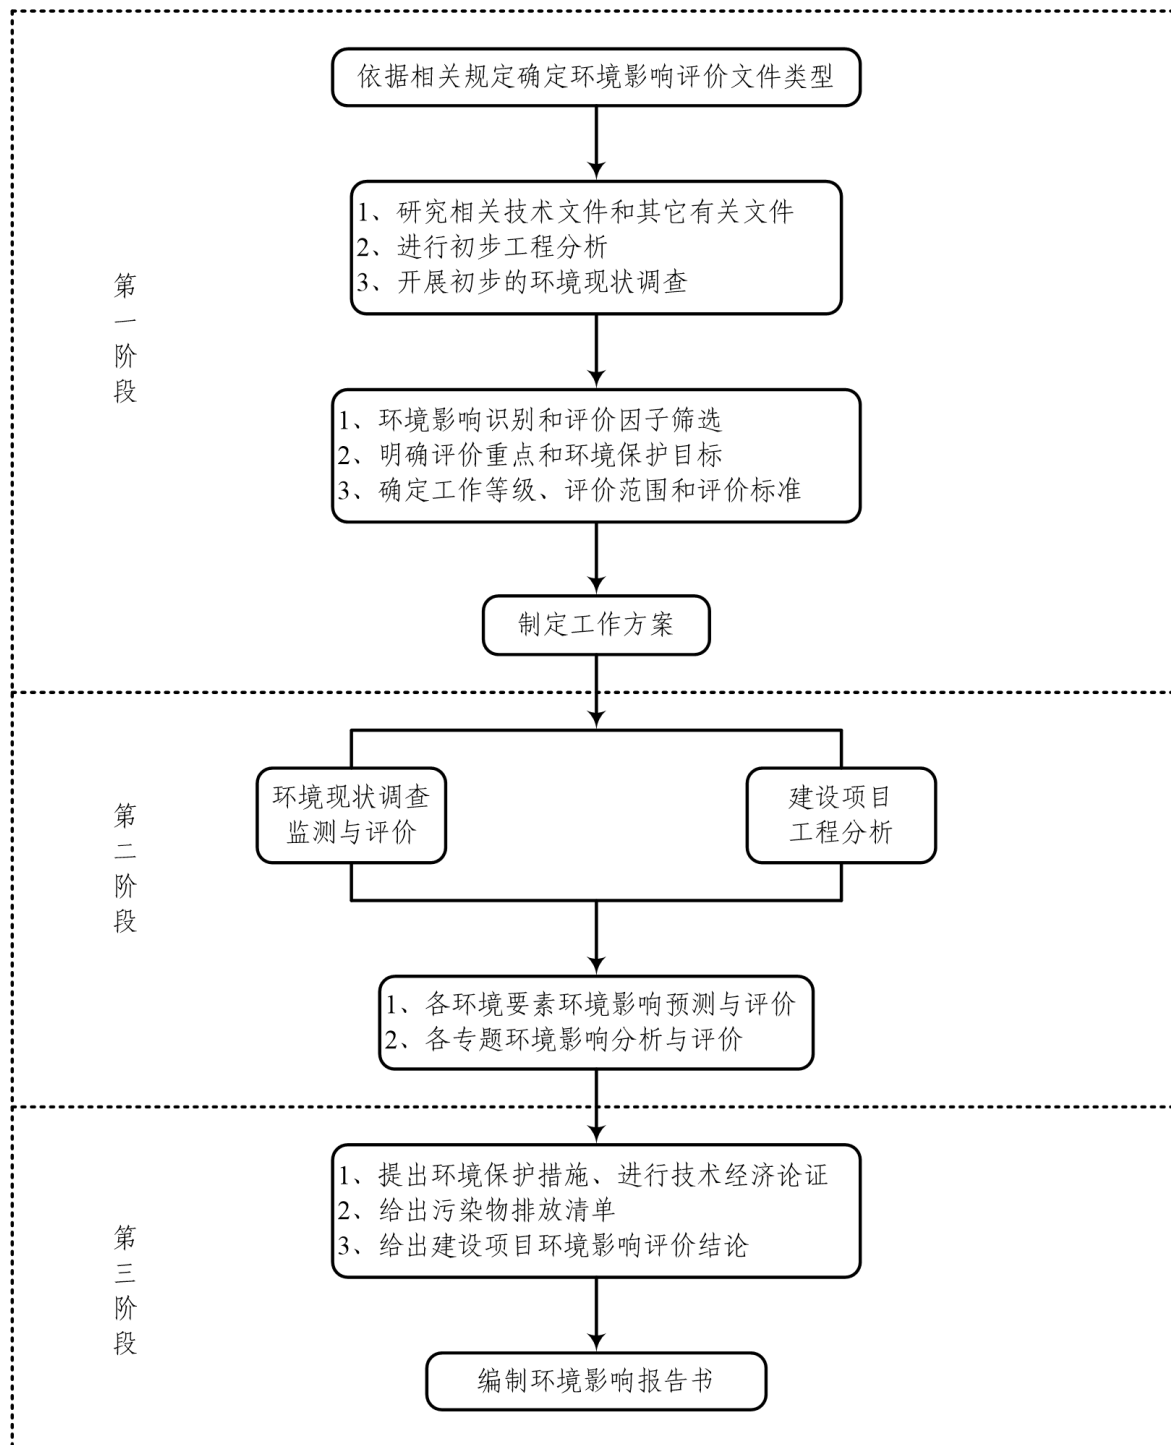 依据相关规定确定环境影响评价文件类型
1、研究相关技术文件和其它有关文件
2、进行初步工程分析
3、开展初步的环境现状调查
第一阶段
1、环境影响识别和评价因子筛选
2、明确评价重点和环境保护目标
3、确定工作等级、评价范围和评价标准
制定工作方案
环境现状调查
监测与评价
建设项目
工程分析
第二阶段
1、各环境要素环境影响预测与评价
2、各专题环境影响分析与评价
1、提出环境保护措施、进行技术经济论证
2、给出污染物排放清单
3、给出建设项目环境影响评价结论
第三阶段
编制环境影响报告书